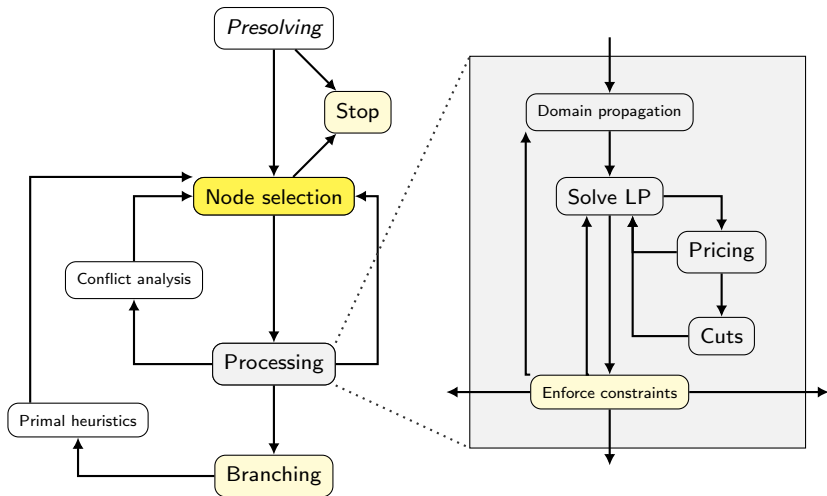 Presolving
Stop
Node selection
Conflict analysis
Processing
Primal heuristics
Branching
Domain propagation
Solve LP
Pricing
Cuts
Enforce constraints